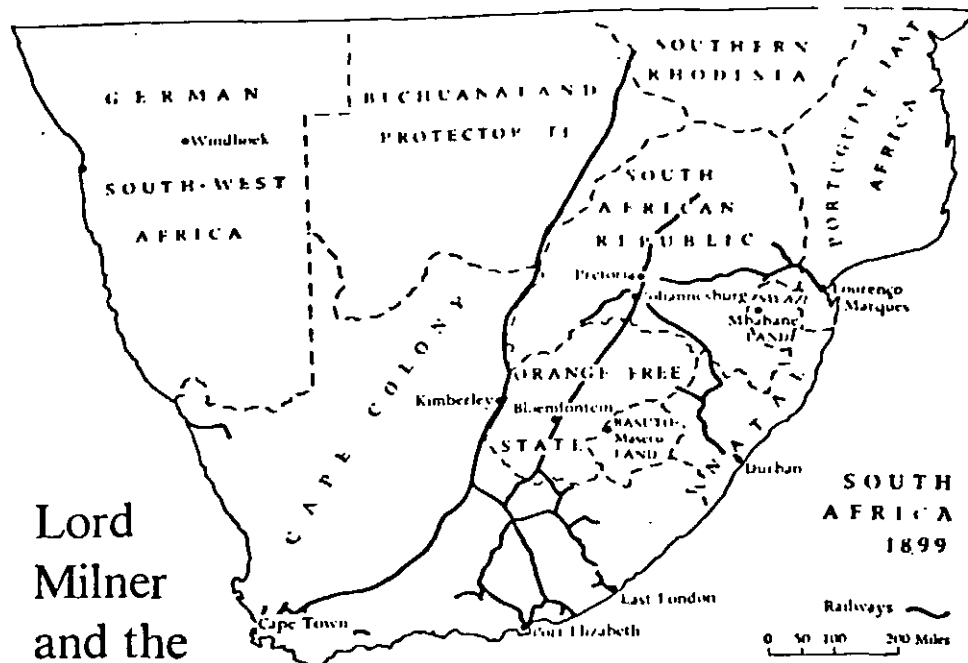 GERMAN
SOUTH-WEST
AFRICA
Windhoek
BECHUANALAND
SOUTHERN
RHODESIA
PORTUGUESE EAST
AFRICA
SOUTH
AFRICAN
REPUBLIC
Pretoria
Johannesburg
SWAZI
Mbabane
LAND
Lourenço
Marques
CAPE COLONY
ORANGE FREE
STATE
Kimberley
Bloemfontein
BASUTO-
Maseru
LAND
NATAL
Durban
East London
Port Elizabeth
Cape Town
SOUTH
AFRICA
1899
Railways
0 50 100 200 Miles
Lord
Milner
and the